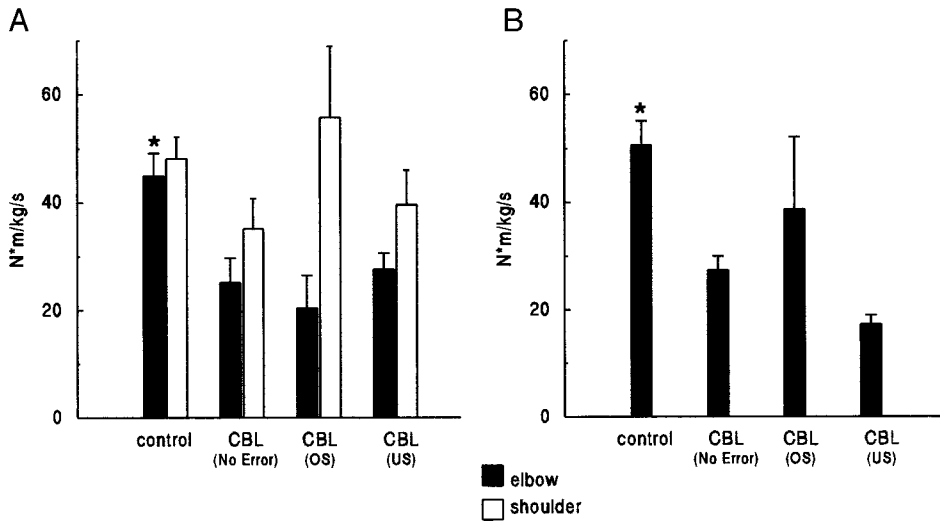 A
N*m/kg/s
60
40
20
0
*
control
CBL
(No Error)
CBL
(OS)
CBL
(US)
B
N*m/kg/s
60
40
20
0
*
control
CBL
(No Error)
CBL
(OS)
CBL
(US)
elbow
shoulder